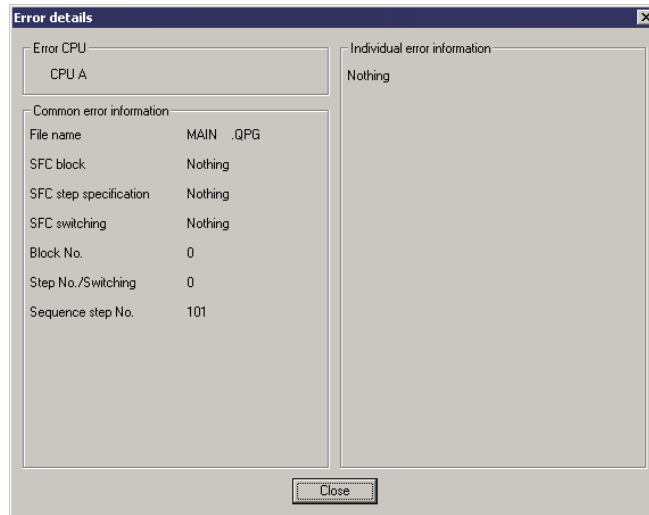 Error details
Error CPU
CPU A
Common error information
File name MAIN .QPG
SFC block Nothing
SFC step specification Nothing
SFC switching Nothing
Block No. 0
Step No./Switching 0
Sequence step No. 101
Individual error information
Nothing
Close